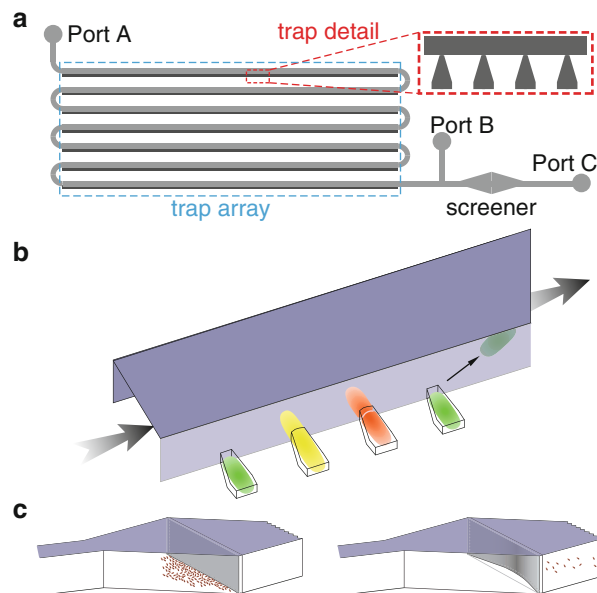 a
Port A
trap detail
Port B
Port C
trap array
screener
b
c